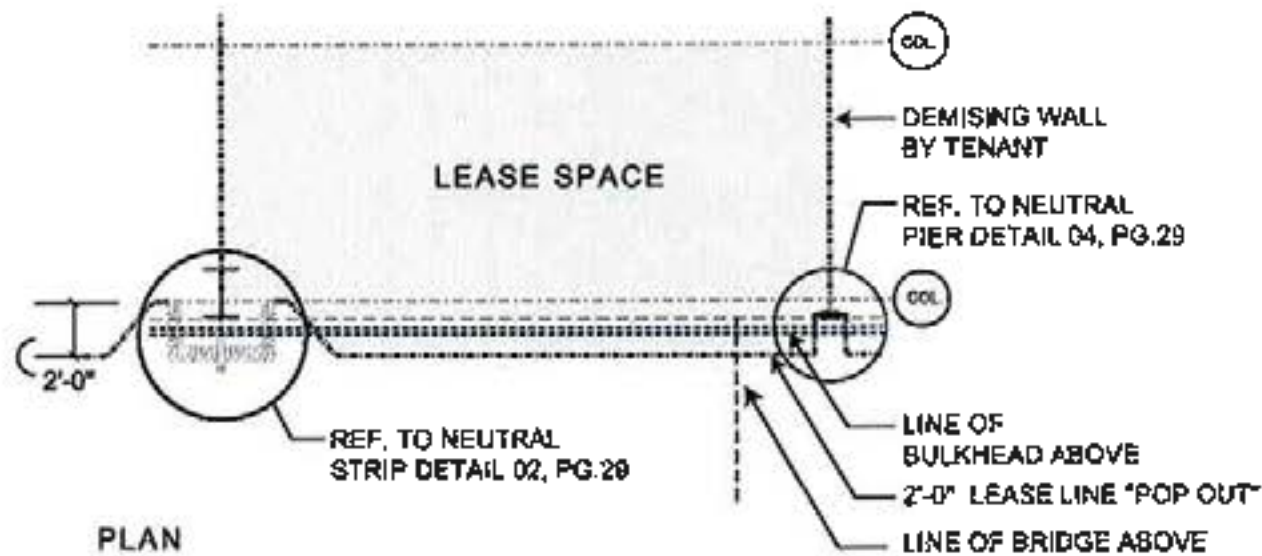 COL
DEMISING WALL
BY TENANT
LEASE SPACE
REF. TO NEUTRAL
PIER DETAIL 04, PG.29
COL
2'-0"
REF. TO NEUTRAL
STRIP DETAIL 02, PG.29
LINE OF
BULKHEAD ABOVE
2'-0" LEASE LINE "POP OUT"
LINE OF BRIDGE ABOVE
PLAN